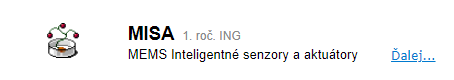 MISA 1. roč. ING
MEMS Inteligentné senzory a aktuátory Ďalej...